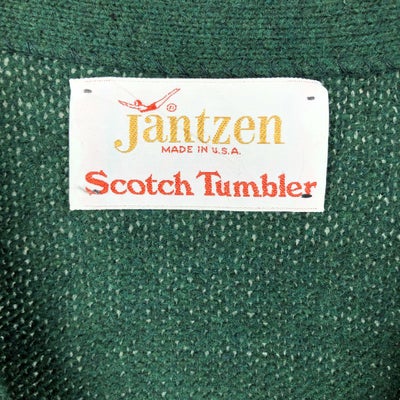 jantzen®
MADE IN U.S.A.
Scotch Tumbler